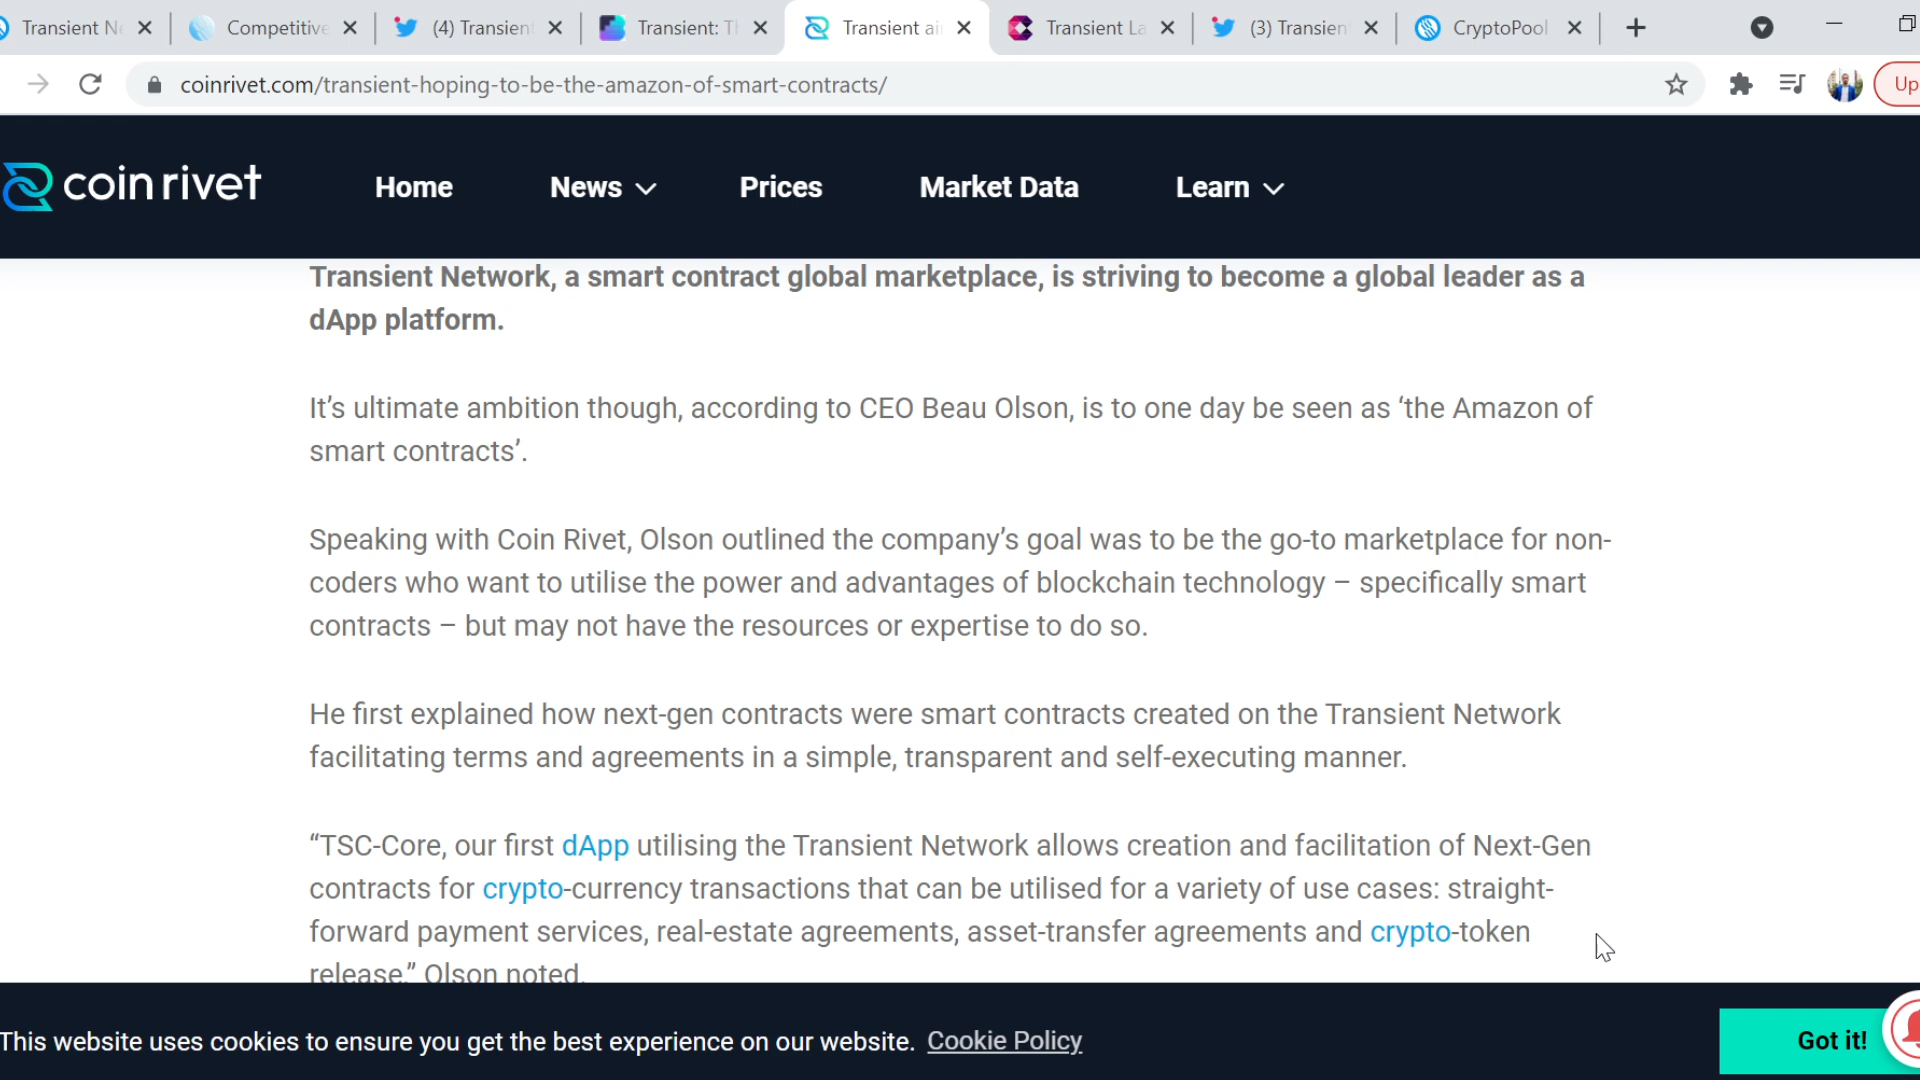 Transient N
Competitive
(4) Transien
Transient: T
Transient ai
Transient La
(3) Transien
CryptoPool
coinrivet.com/transient-hoping-to-be-the-amazon-of-smart-contracts/
Up
coinrivet
Home
News
Prices
Market Data
Learn
Transient Network, a smart contract global marketplace, is striving to become a global leader as a
dApp platform.
It’s ultimate ambition though, according to CEO Beau Olson, is to one day be seen as ‘the Amazon of
smart contracts’.
Speaking with Coin Rivet, Olson outlined the company’s goal was to be the go-to marketplace for non-
coders who want to utilise the power and advantages of blockchain technology – specifically smart
contracts – but may not have the resources or expertise to do so.
He first explained how next-gen contracts were smart contracts created on the Transient Network
facilitating terms and agreements in a simple, transparent and self-executing manner.
“TSC-Core, our first dApp utilising the Transient Network allows creation and facilitation of Next-Gen
contracts for crypto-currency transactions that can be utilised for a variety of use cases: straight-
forward payment services, real-estate agreements, asset-transfer agreements and crypto-token
release.” Olson noted.
This website uses cookies to ensure you get the best experience on our website. Cookie Policy
Got it!